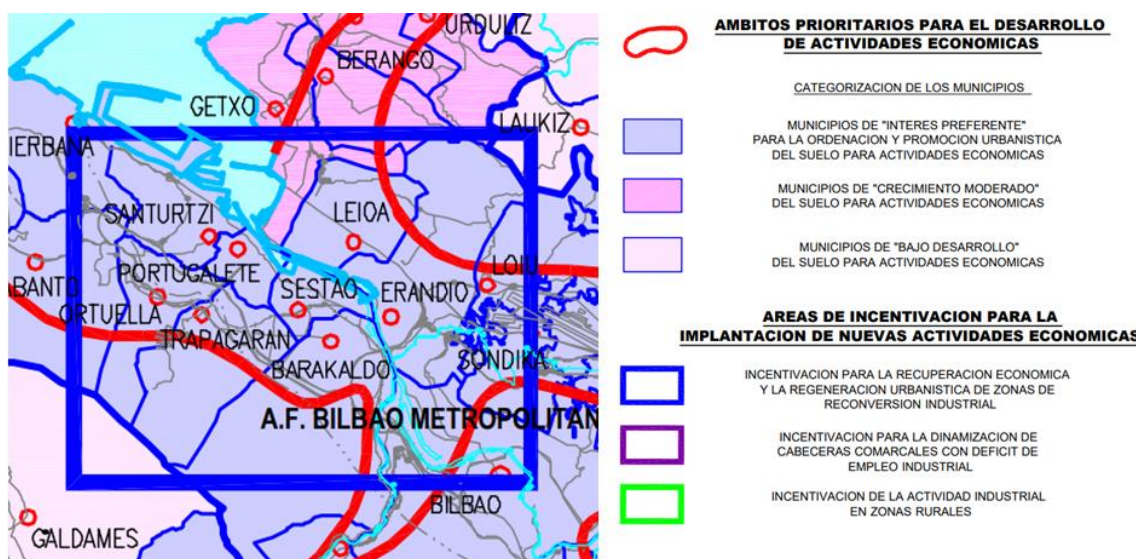 URDULIZ
BERANGO
GETXO
LAUKIZ
IERBANA
SANTURTZI
LEIOA
PORTUGALETE
LOIU
BANTO
SESTAO
ERANDIO
ORTUELLA
TRAPAGARAN
BARAKALDO
SONDIKA
A.F. BILBAO METROPOLITAN
BILBAO
GALDAMES
AMBITOS PRIORITARIOS PARA EL DESARROLLO
DE ACTIVIDADES ECONOMICAS
CATEGORIZACION DE LOS MUNICIPIOS
MUNICIPIOS DE "INTERES PREFERENTE"
PARA LA ORDENACION Y PROMOCION URBANISTICA
DEL SUELO PARA ACTIVIDADES ECONOMICAS
MUNICIPIOS DE "CRECIMIENTO MODERADO"
DEL SUELO PARA ACTIVIDADES ECONOMICAS
MUNICIPIOS DE "BAJO DESARROLLO"
DEL SUELO PARA ACTIVIDADES ECONOMICAS
AREAS DE INCENTIVACION PARA LA
IMPLANTACION DE NUEVAS ACTIVIDADES ECONOMICAS
INCENTIVACION PARA LA RECUPERACION ECONOMICA
Y LA REGENERACION URBANISTICA DE ZONAS DE
RECONVERSION INDUSTRIAL
INCENTIVACION PARA LA DINAMIZACION DE
CABECERAS COMARCALES CON DEFICIT DE
EMPLEO INDUSTRIAL
INCENTIVACION DE LA ACTIVIDAD INDUSTRIAL
EN ZONAS RURALES